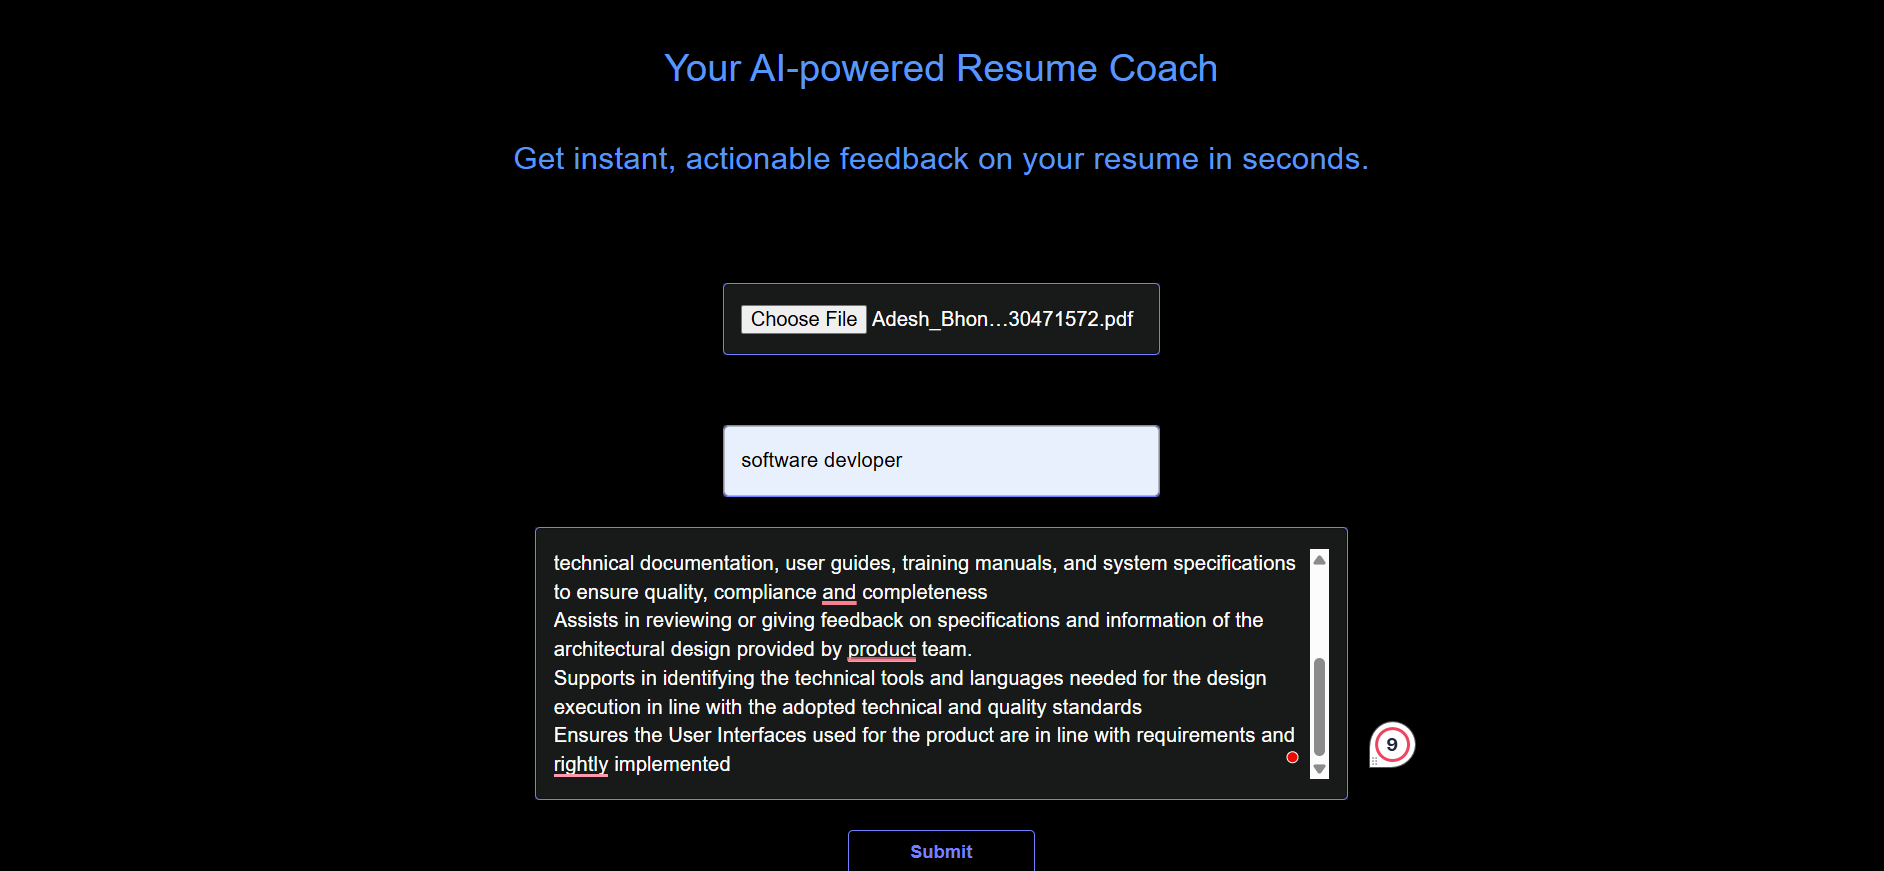 Your AI-powered Resume Coach
Get instant, actionable feedback on your resume in seconds.
Choose File Adesh_Bhon...30471572.pdf
software devloper
technical documentation, user guides, training manuals, and system specifications
to ensure quality, compliance and completeness
Assists in reviewing or giving feedback on specifications and information of the
architectural design provided by product team.
Supports in identifying the technical tools and languages needed for the design
execution in line with the adopted technical and quality standards
Ensures the User Interfaces used for the product are in line with requirements and
rightly implemented
9
Submit